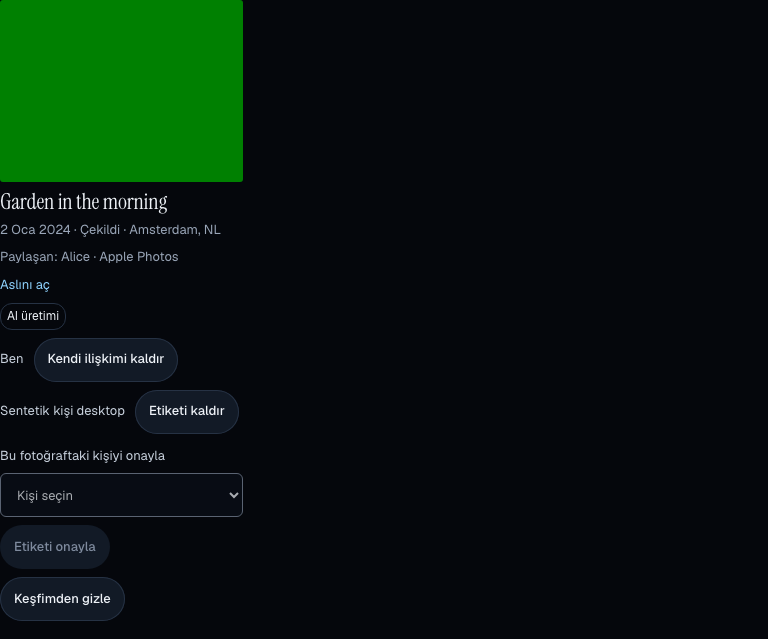 Garden in the morning
2 Oca 2024 · Çekildi · Amsterdam, NL
Paylaşan: Alice · Apple Photos
Aslını aç
AI üretimi
Ben Kendi ilişkimi kaldır
Sentetik kişi desktop Etiketi kaldır
Bu fotoğraftaki kişiyi onayla
Kişi seçin
Etiketi onayla
Keşfimden gizle